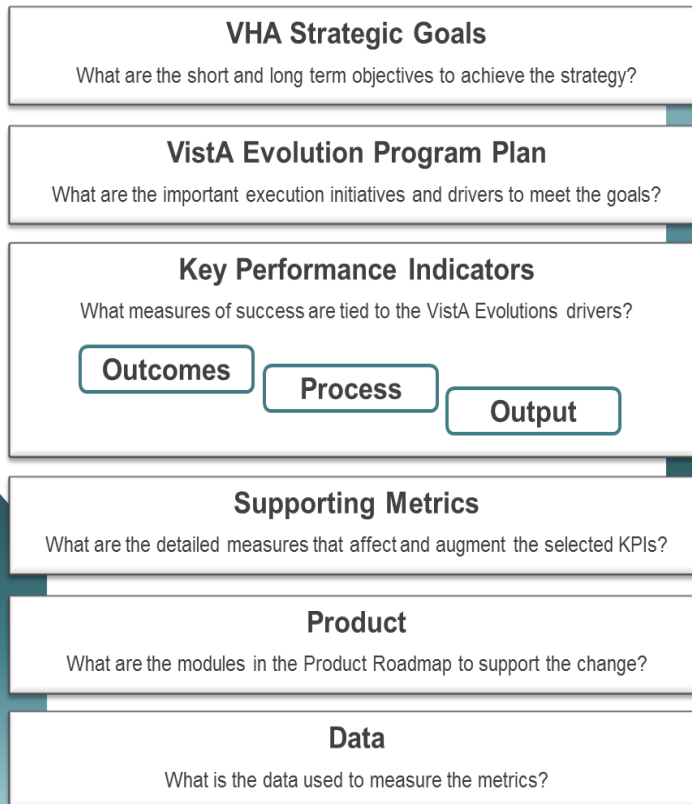 VHA Strategic Goals
What are the short and long term objectives to achieve the strategy?
VistA Evolution Program Plan
What are the important execution initiatives and drivers to meet the goals?
Key Performance Indicators
What measures of success are tied to the VistA Evolutions drivers?
Outcomes
Process
Output
Supporting Metrics
What are the detailed measures that affect and augment the selected KPIs?
Product
What are the modules in the Product Roadmap to support the change?
Data
What is the data used to measure the metrics?